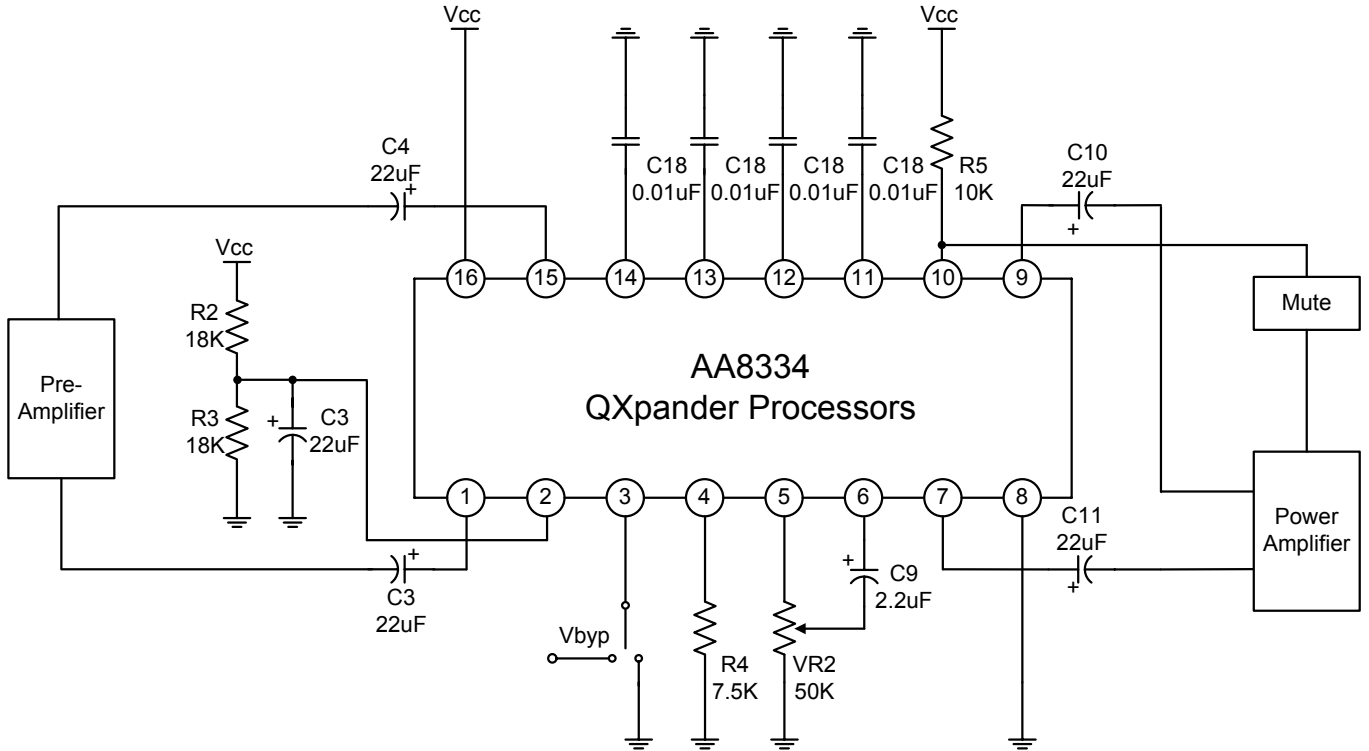 Vcc
Vcc
C4
22uF
+
C18
0.01uF
C18
0.01uF
C18
0.01uF
C18
0.01uF
R5
10K
C10
22uF
+
Vcc
16
15
14
13
12
11
10
9
Mute
R2
18K
Pre-
Amplifier
AA8334
QXpander Processors
R3
18K
+
C3
22uF
1
2
3
4
5
6
7
8
Power
Amplifier
C11
22uF
+
+
C3
22uF
+
C9
2.2uF
Vbyp
R4
7.5K
VR2
50K